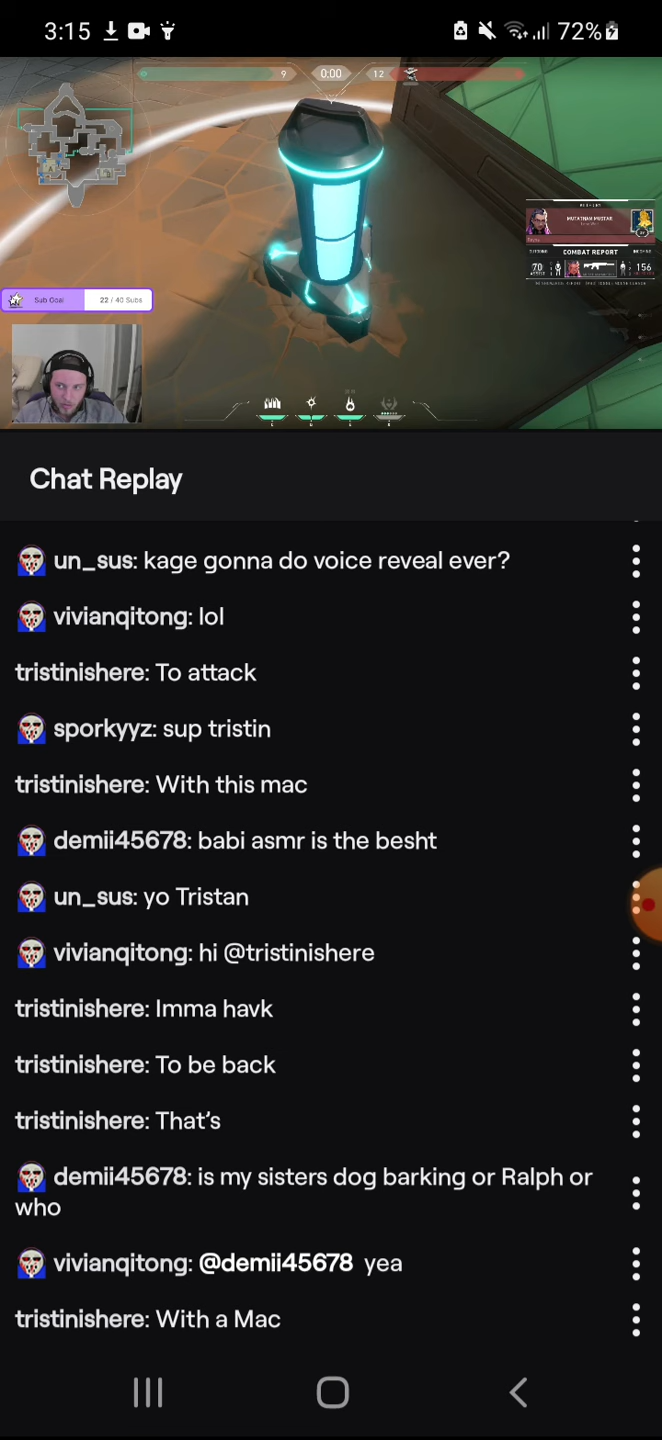 3:15
72%
9 0:00 12
COMBAT REPORT
70 156
Sub Goal 22 / 40 Subs
Chat Replay
un_sus: kage gonna do voice reveal ever?
vivianqitong: lol
tristinishere: To attack
sporkyyz: sup tristin
tristinishere: With this mac
demii45678: babi asmr is the besht
un_sus: yo Tristan
vivianqitong: hi @tristinishere
tristinishere: Imma havk
tristinishere: To be back
tristinishere: That's
demii45678: is my sisters dog barking or Ralph or
who
vivianqitong: @demii45678 yea
tristinishere: With a Mac